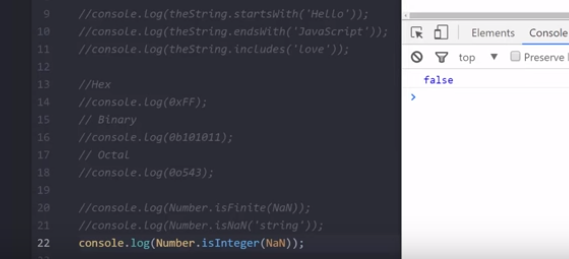 9 //console.log(theString.startsWith('Hello'));
10 //console.log(theString.endsWith('JavaScript'));
11 //console.log(theString.includes('love'));
12
13 //Hex
14 //console.log(0xFF);
15 // Binary
16 //console.log(0b101011);
17 // Octal
18 //console.log(0o543);
19
20 //console.log(Number.isFinite(NaN));
21 //console.log(Number.isNaN('string'));
22 console.log(Number.isInteger(NaN));
Elements Console
top Preserve
false